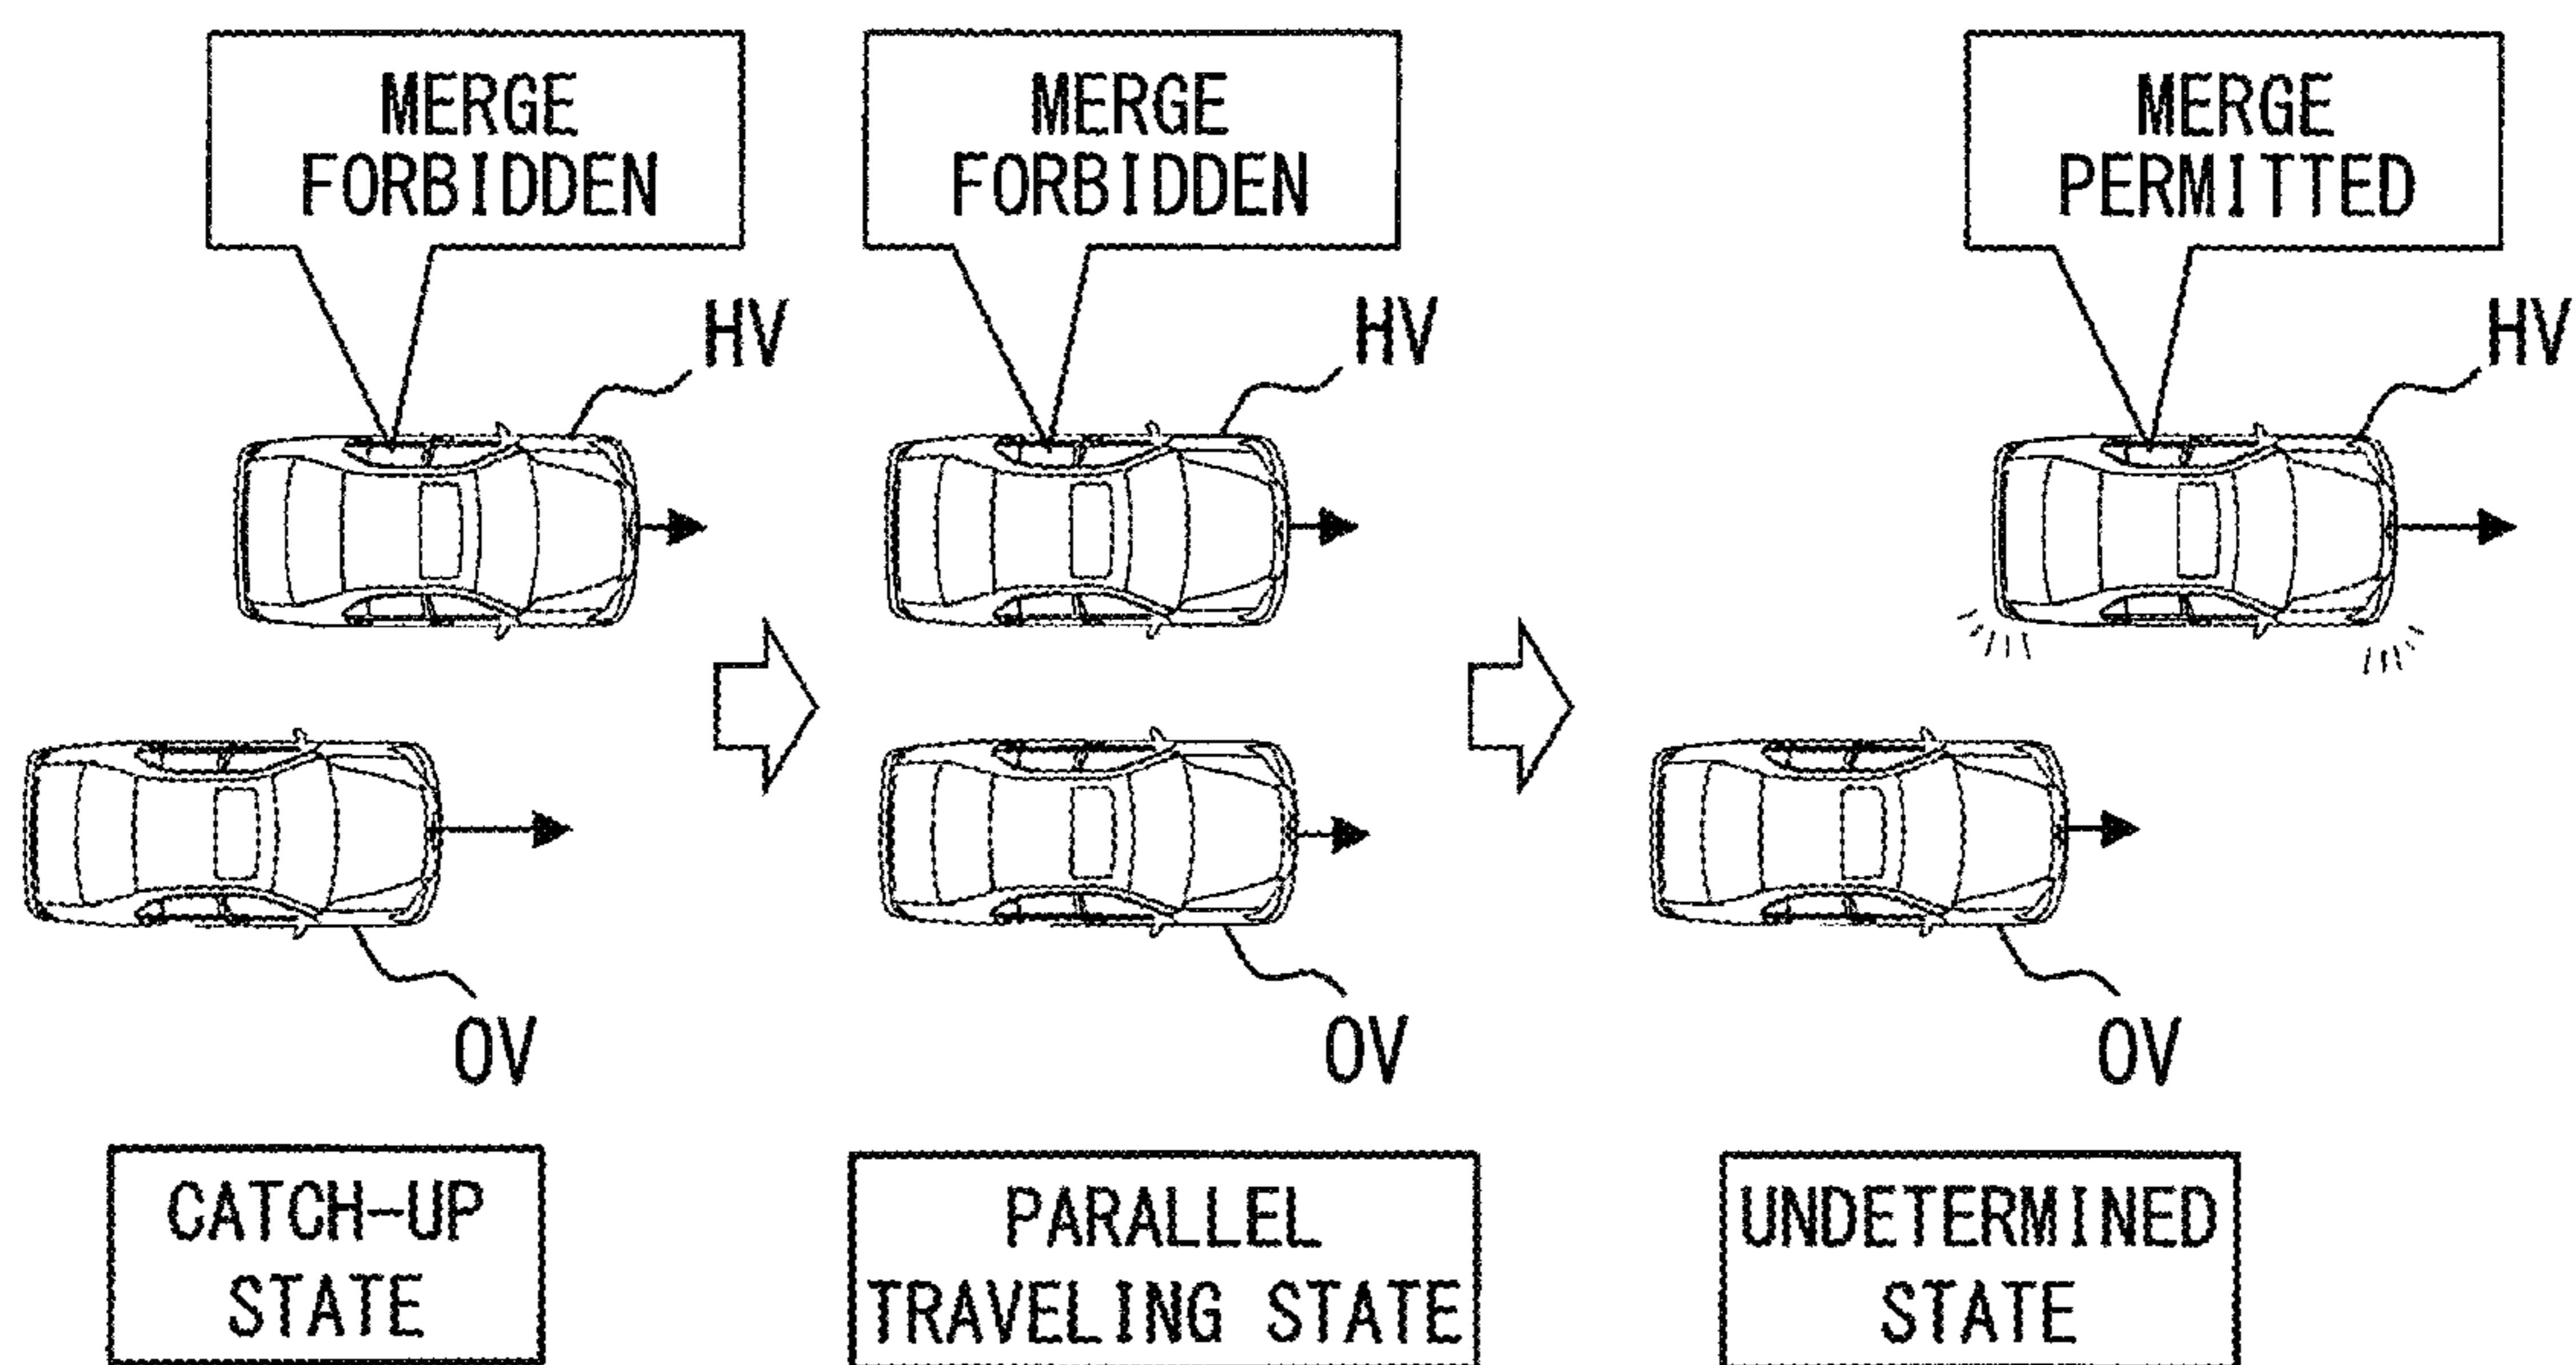 MERGE
FORBIDDEN
MERGE
FORBIDDEN
MERGE
PERMITTED
HV
HV
HV
OV
OV
OV
CATCH-UP
STATE
PARALLEL
TRAVELING STATE
UNDETERMINED
STATE